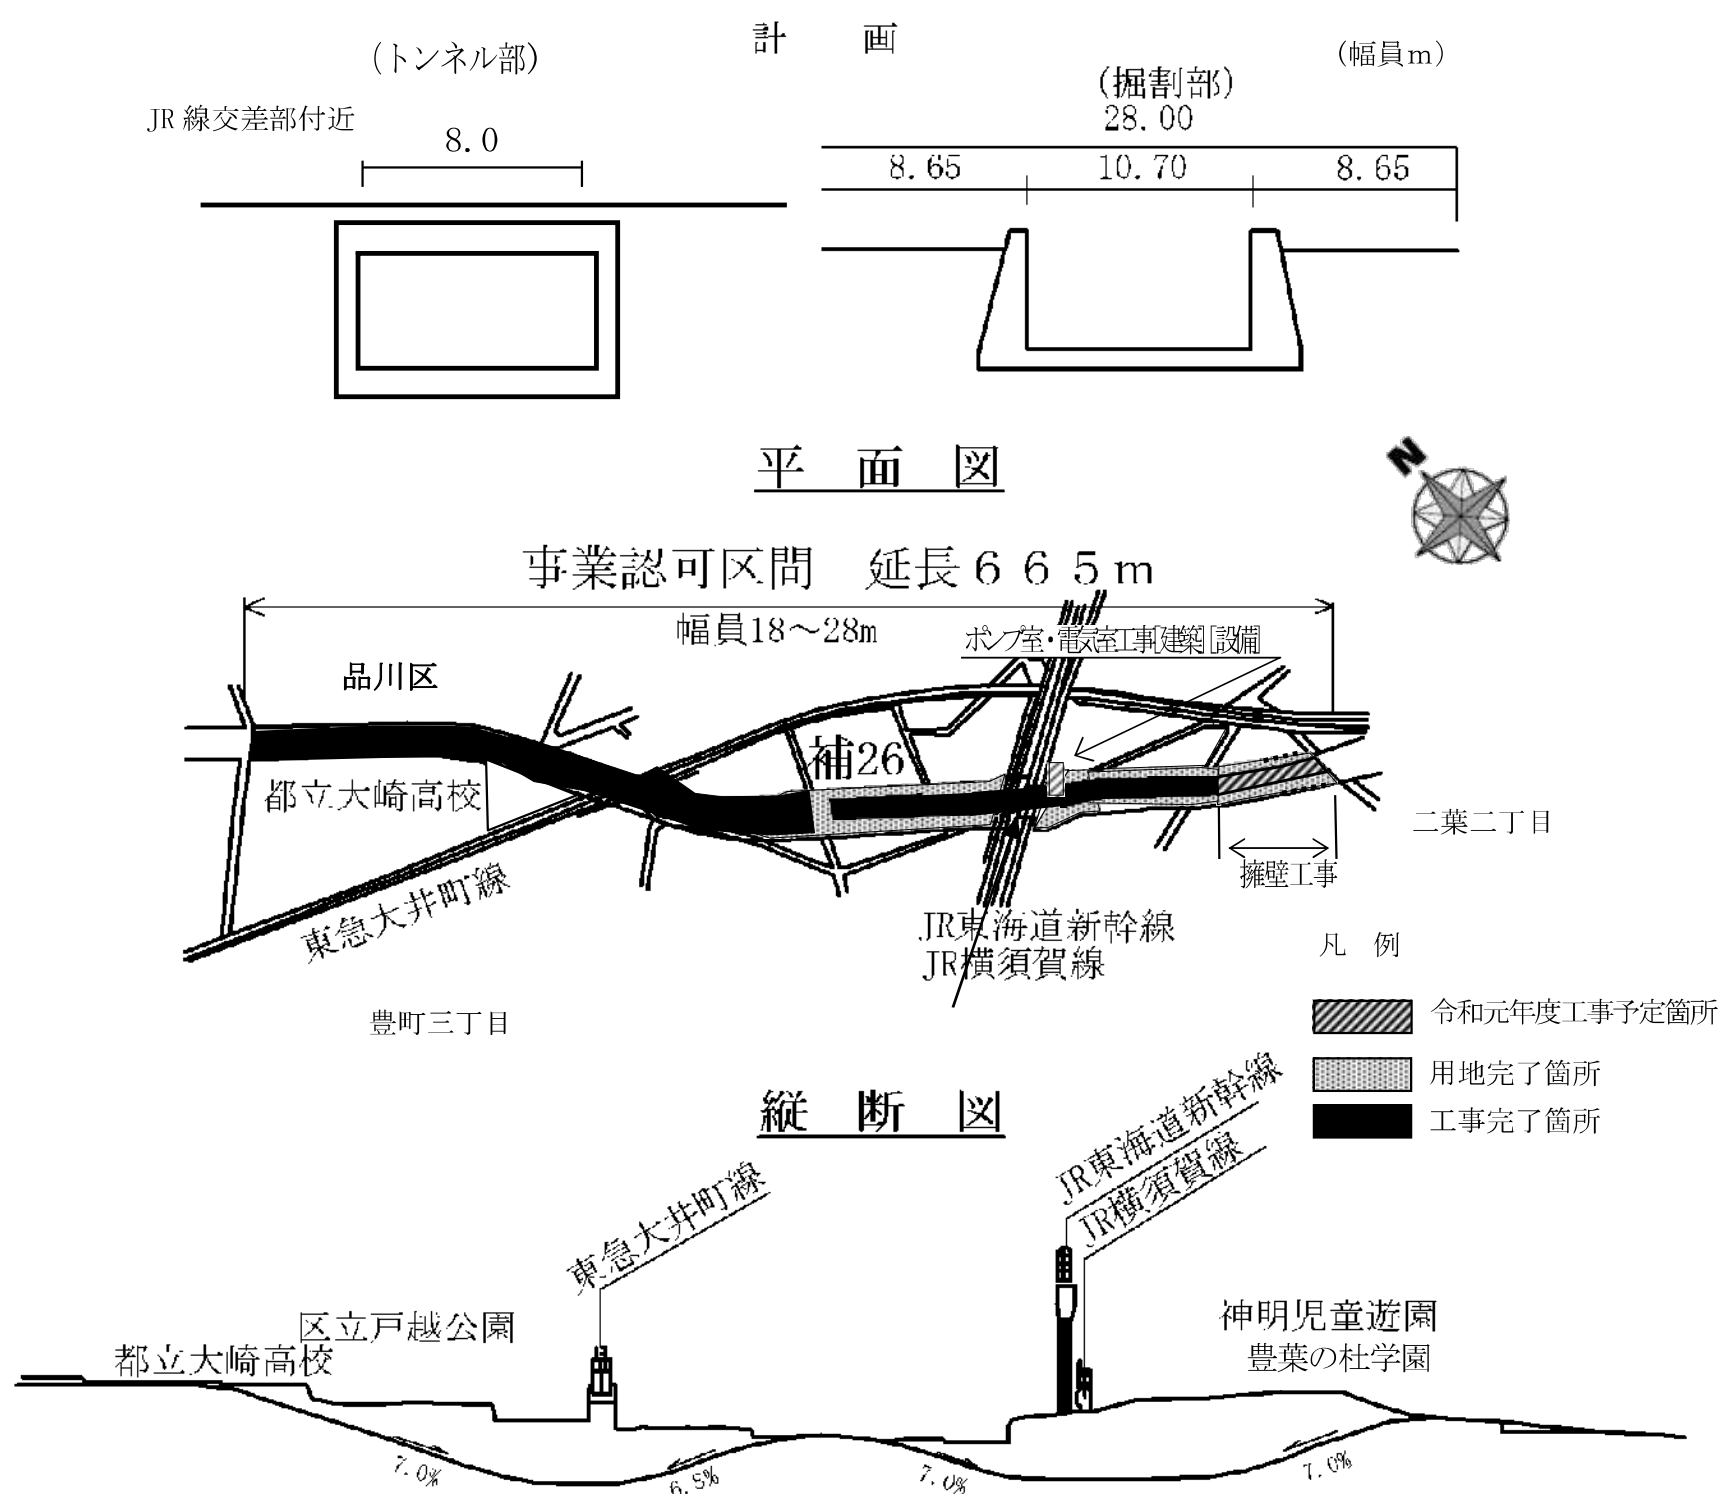 計 画
(トンネル部)
(幅員ｍ)
(掘割部)
JR線交差部付近
28.00
8.0
8.65 10.70 8.65
平 面 図
N
事業認可区間 延長６６５m
幅員18～28m
ポンプ室・電気室工事[建築][設備]
品川区
補26
都立大崎高校
二葉二丁目
擁壁工事
東急大井町線
JR東海道新幹線
JR横須賀線
凡 例
令和元年度工事予定箇所
豊町三丁目
用地完了箇所
工事完了箇所
縦 断 図
JR東海道新幹線
JR横須賀線
東急大井町線
区立戸越公園
都立大崎高校
神明児童遊園
豊葉の杜学園
7.0%
6.8%
7.0%
7.0%